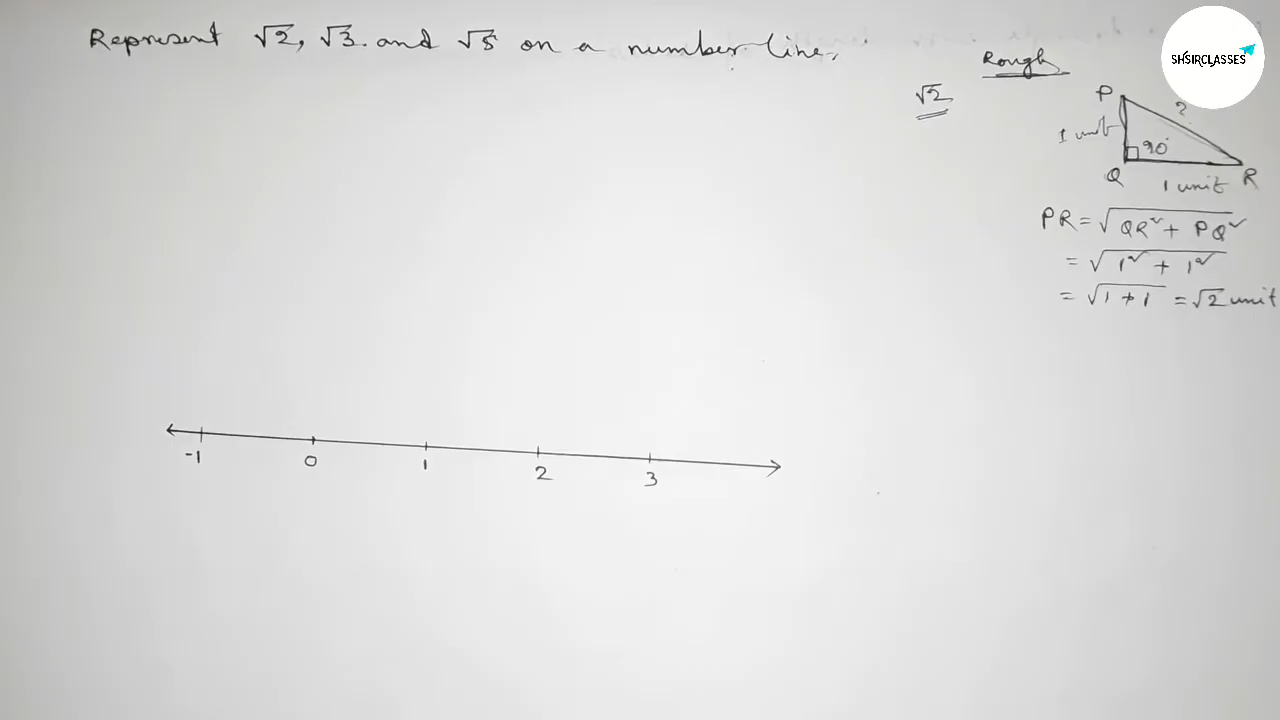 Represent √2, √3 and √5 on a number line.
Rough
SHSIRCLASSES
√2
P
?
1 unit
90°
Q
1 unit
R
PR = √QR² + PQ²
= √1² + 1²
= √1 + 1 = √2 unit
-1 0 1 2 3